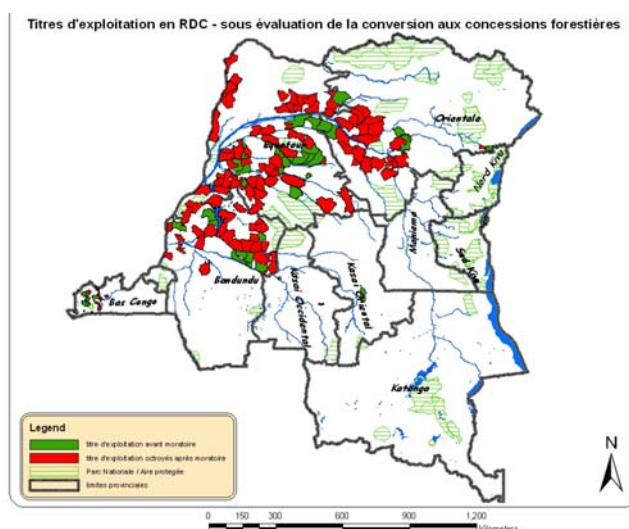 Titres d'exploitation en RDC - sous évaluation de la conversion aux concessions forestières
Orientale
Equateur
Nord Kivu
Maniema
Sud Kivu
Bandundu
Kasai Occidental
Kasai Oriental
Bas Congo
Katanga
Legend
titre d'exploitation avant moratoire
titre d'exploitation octroyés après moratoire
Parc Nationale / Aire protégée
limites provinciales
N
0 150 300 600 900 1,200
Kilometers